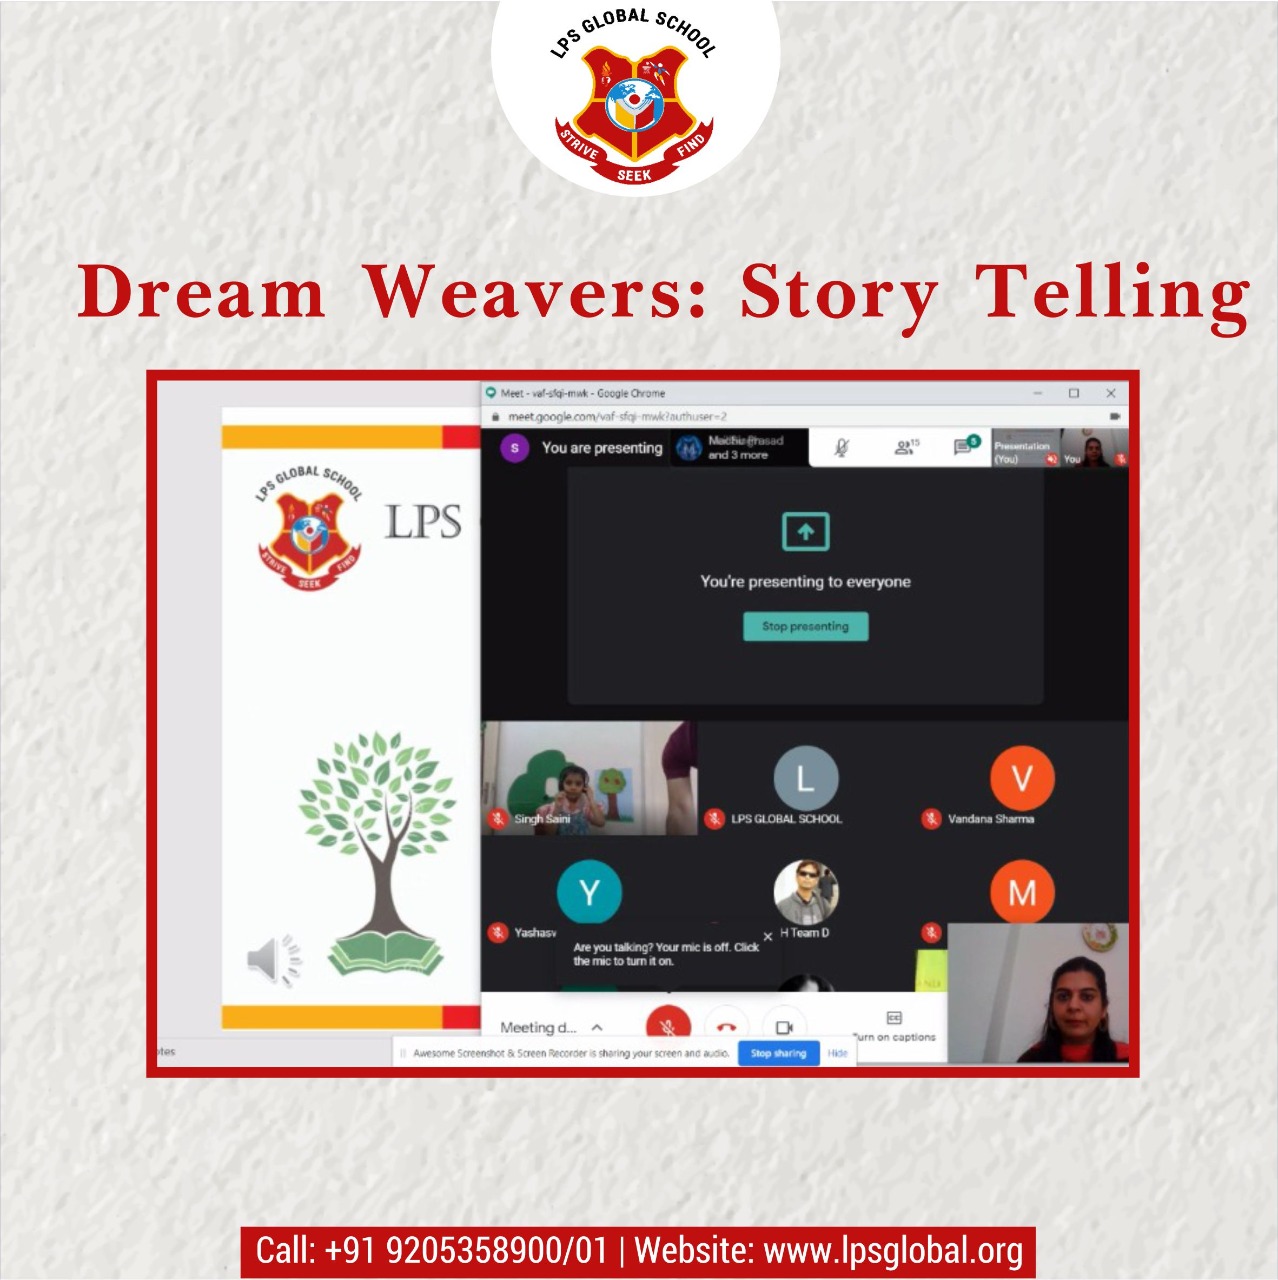 LPS GLOBAL SCHOOL
STRIVE
SEEK
FIND
Dream Weavers: Story Telling
Meet - vaf-sfqi-mwk - Google Chrome
meet.google.com/vaf-sfqi-mwk?authuser=2
S
You are presenting
and 3 more
15
5
Presentation
(You)
You
LPS GLOBAL SCHOOL
STRIVE
SEEK
FIND
LPS
You're presenting to everyone
Stop presenting
Singh Saini
L
LPS GLOBAL SCHOOL
V
Vandana Sharma
Y
Yashasv
H Team D
M
Are you talking? Your mic is off. Click
the mic to turn it on.
Meeting d...
CC
urn on captions
otes
Awesome Screenshot & Screen Recorder is sharing your screen and audio.
Stop sharing
Hide
Call: +91 9205358900/01 | Website: www.lpsglobal.org